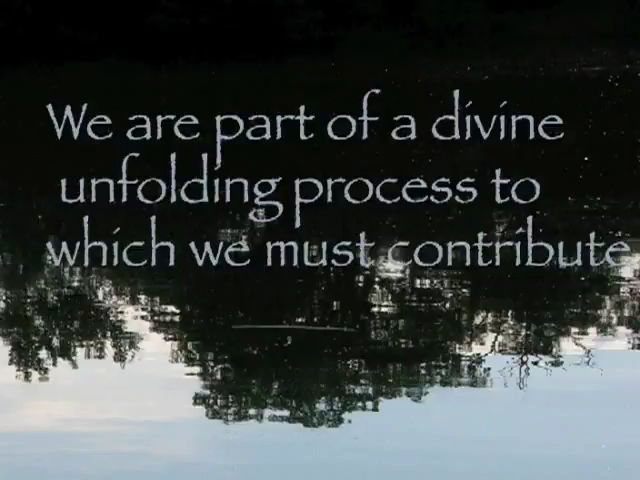 We are part of a divine
unfolding process to
which we must contribute